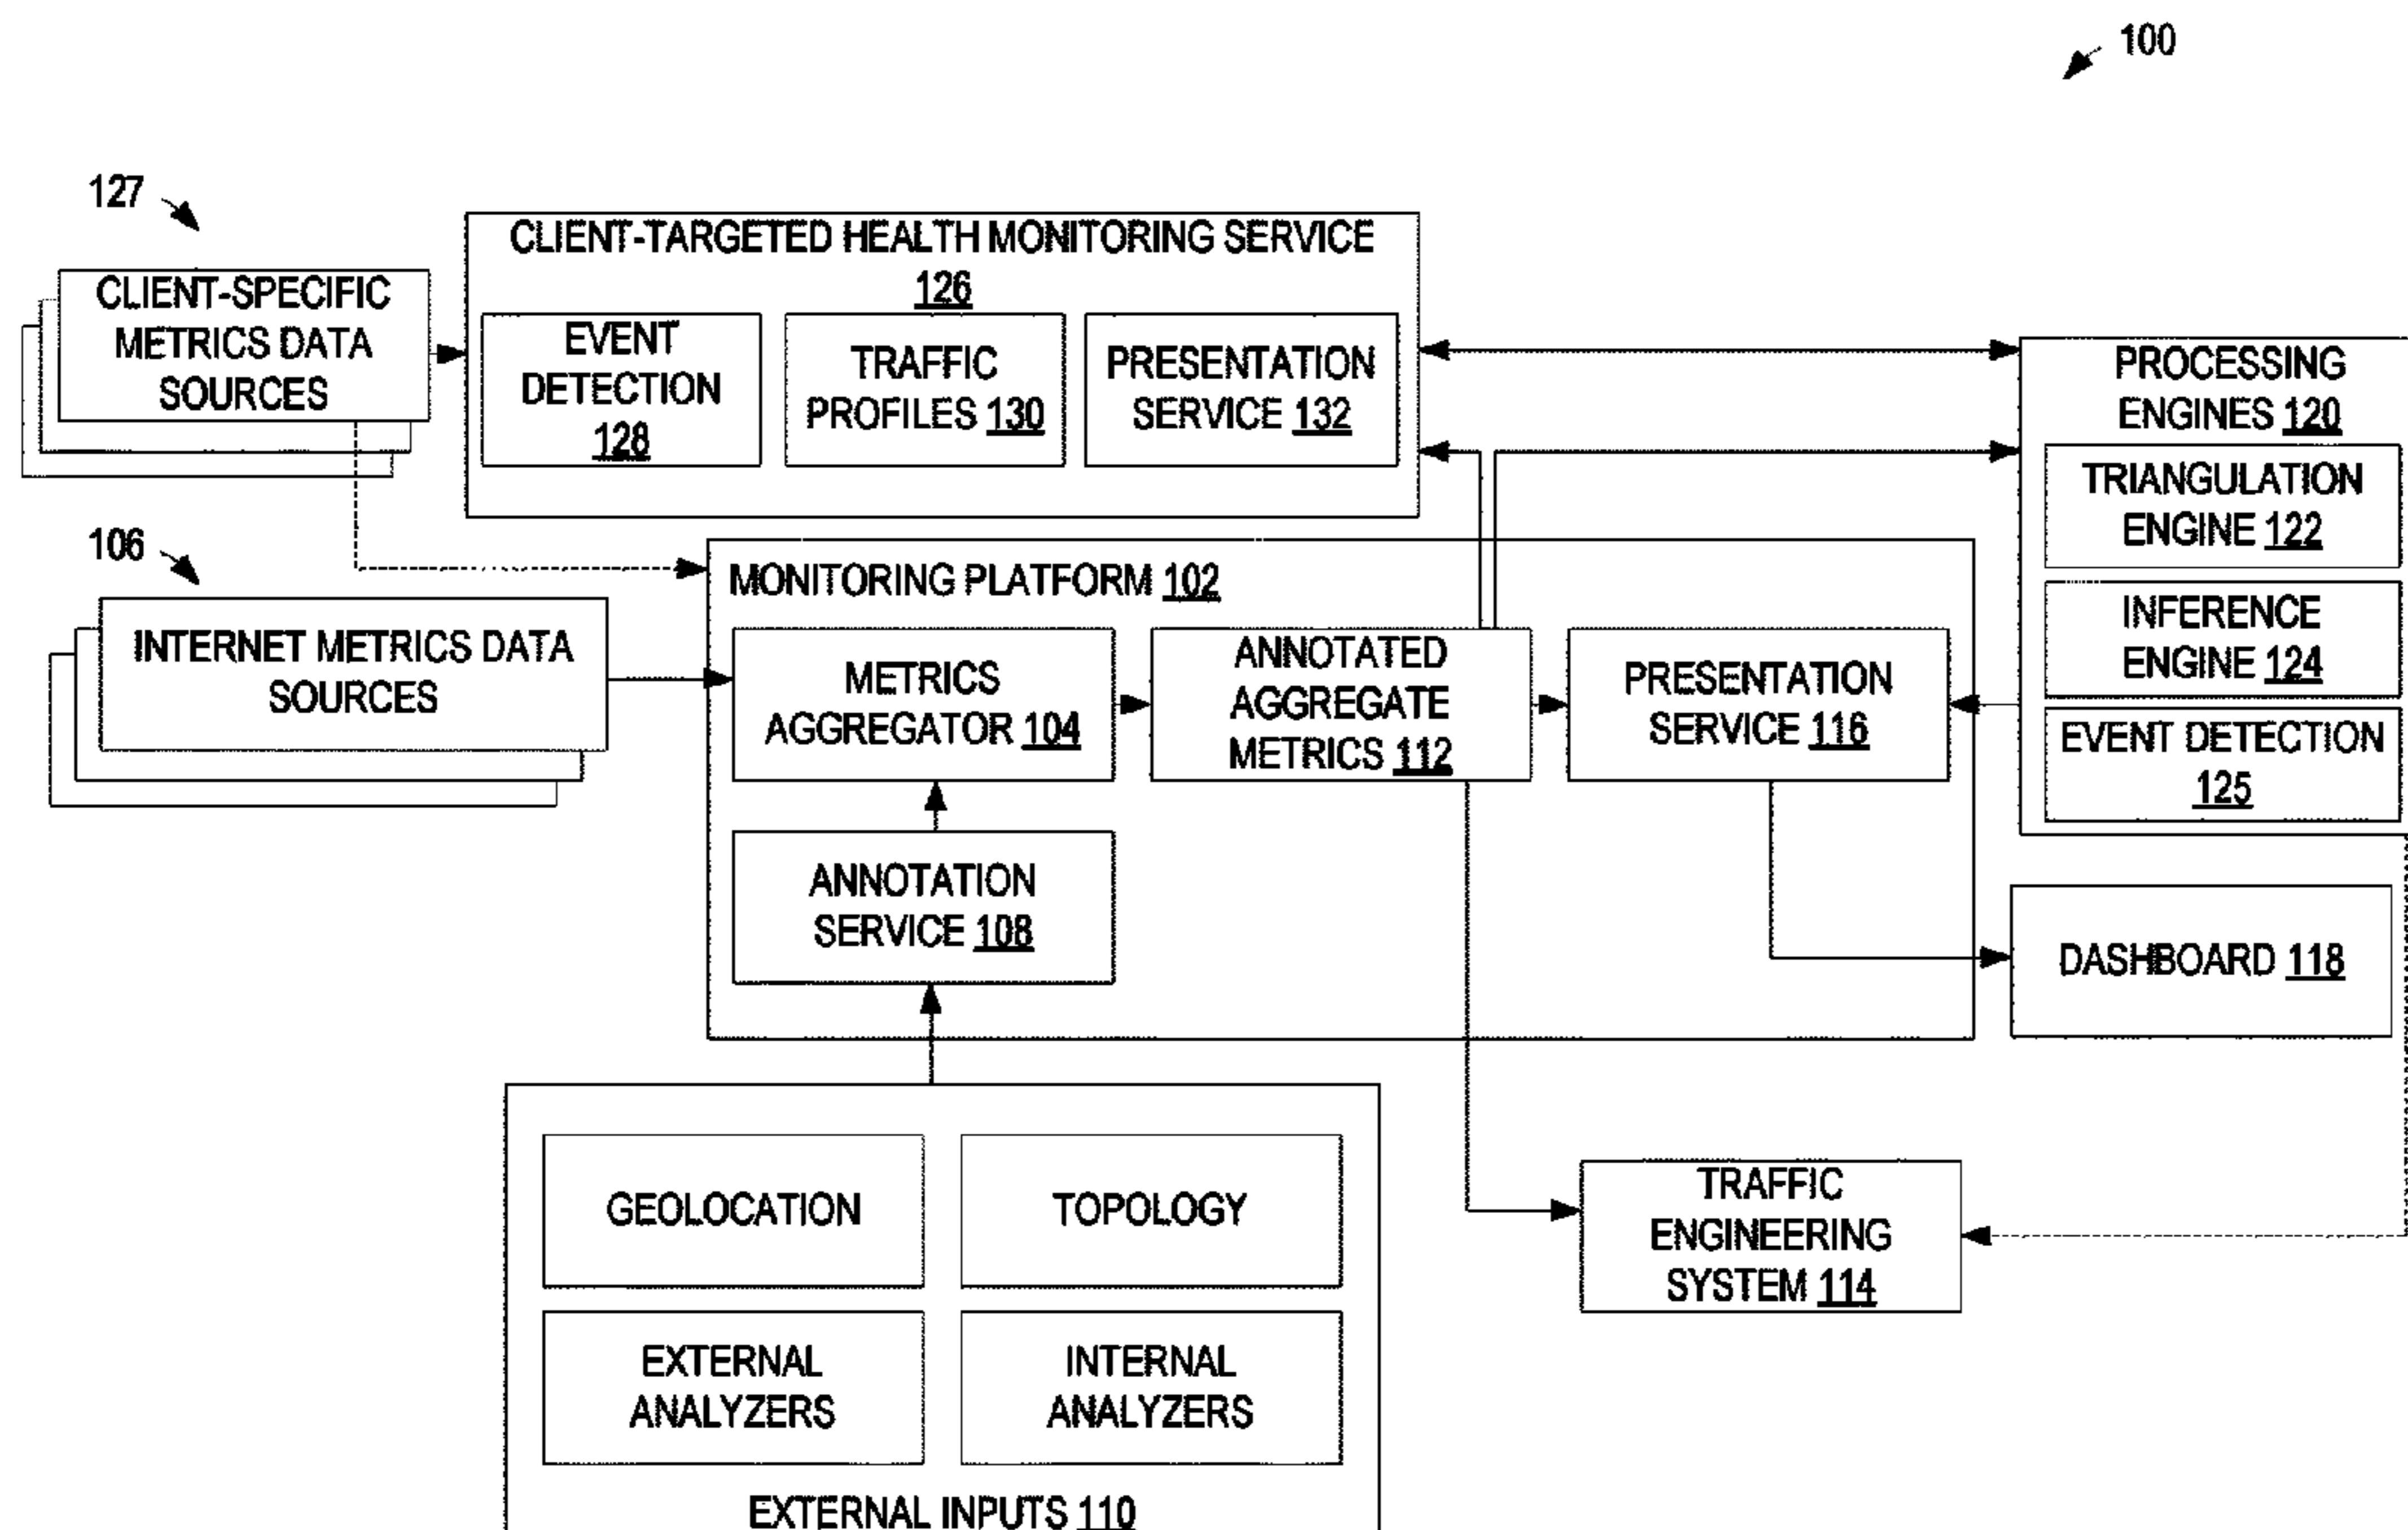 100
127
CLIENT-SPECIFIC
METRICS DATA
SOURCES
CLIENT-TARGETED HEALTH MONITORING SERVICE
126
EVENT
DETECTION
128
TRAFFIC
PROFILES 130
PRESENTATION
SERVICE 132
PROCESSING
ENGINES 120
TRIANGULATION
ENGINE 122
INFERENCE
ENGINE 124
EVENT DETECTION
125
106
INTERNET METRICS DATA
SOURCES
MONITORING PLATFORM 102
METRICS
AGGREGATOR 104
ANNOTATED
AGGREGATE
METRICS 112
PRESENTATION
SERVICE 116
ANNOTATION
SERVICE 108
DASHBOARD 118
GEOLOCATION
TOPOLOGY
EXTERNAL
ANALYZERS
INTERNAL
ANALYZERS
EXTERNAL INPUTS 110
TRAFFIC
ENGINEERING
SYSTEM 114